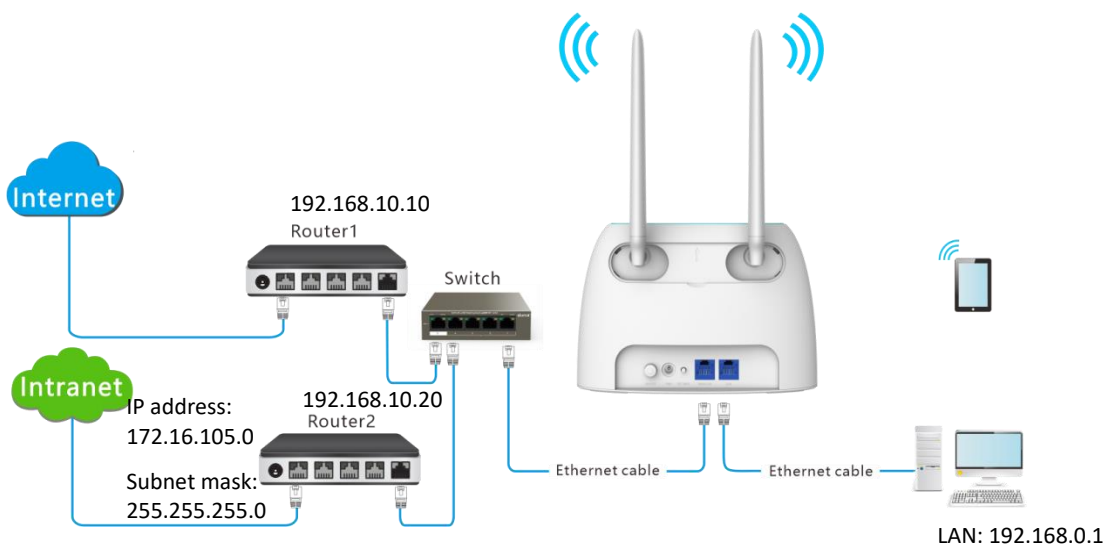 Internet
192.168.10.10
Router1
Switch
Intranet
IP address:
172.16.105.0
Subnet mask:
255.255.255.0
192.168.10.20
Router2
Ethernet cable
Ethernet cable
LAN: 192.168.0.1